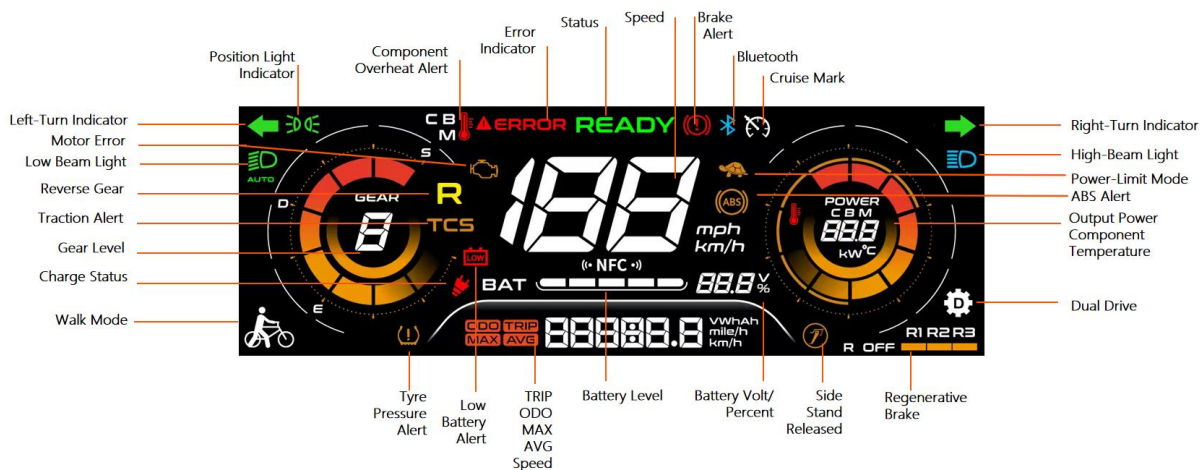 Status
Speed
Brake
Alert
Error
Indicator
Bluetooth
Component
Overheat Alert
Position Light
Indicator
Cruise Mark
Left-Turn Indicator
Motor Error
Low Beam Light
Reverse Gear
Traction Alert
Gear Level
Charge Status
Walk Mode
C B
M
ERROR
READY
AUTO
S
D
E
GEAR
8
R
TCS
LOW
188
mph
km/h
NFC
BAT
88.8 V
%
ABS
POWER
C B M
88.8
kW°C
D
R1 R2 R3
R OFF
CDO TRIP
MAX AVG
888:88.8
VWhAh
mile/h
km/h
Right-Turn Indicator
High-Beam Light
Power-Limit Mode
ABS Alert
Output Power
Component
Temperature
Dual Drive
Tyre
Pressure
Alert
Low
Battery
Alert
TRIP
ODO
MAX
AVG
Speed
Battery Level
Battery Volt/
Percent
Side
Stand
Released
Regenerative
Brake